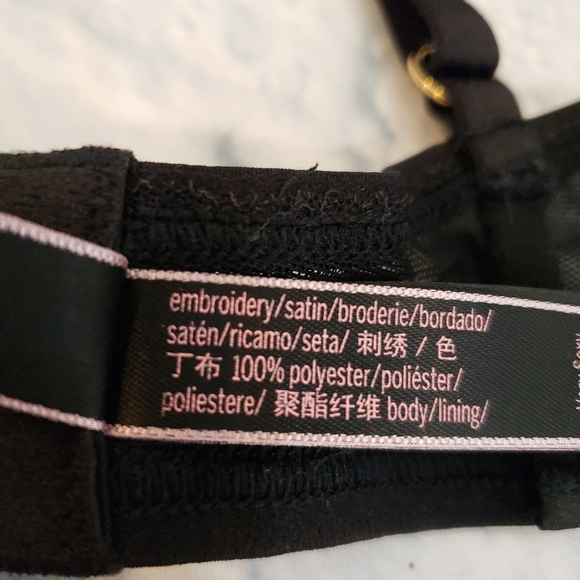 embroidery/satin/broderie/bordado/
satén/ricamo/seta/ 刺绣 / 色
丁布 100% polyester/poliéster/
poliestere/ 聚酯纤维 body/lining/